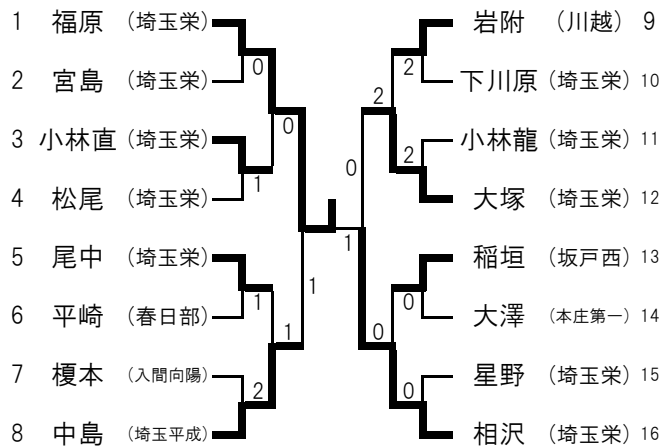 1 福原 (埼玉栄)
2 宮島 (埼玉栄)
3 小林直 (埼玉栄)
4 松尾 (埼玉栄)
5 尾中 (埼玉栄)
6 平崎 (春日部)
7 榎本 (入間向陽)
8 中島 (埼玉平成)
0
1
1
2
0
1
1
1
0
2
0
2
2
0
0
岩附 (川越) 9
下川原 (埼玉栄) 10
小林龍 (埼玉栄) 11
大塚 (埼玉栄) 12
稲垣 (坂戸西) 13
大澤 (本庄第一) 14
星野 (埼玉栄) 15
相沢 (埼玉栄) 16